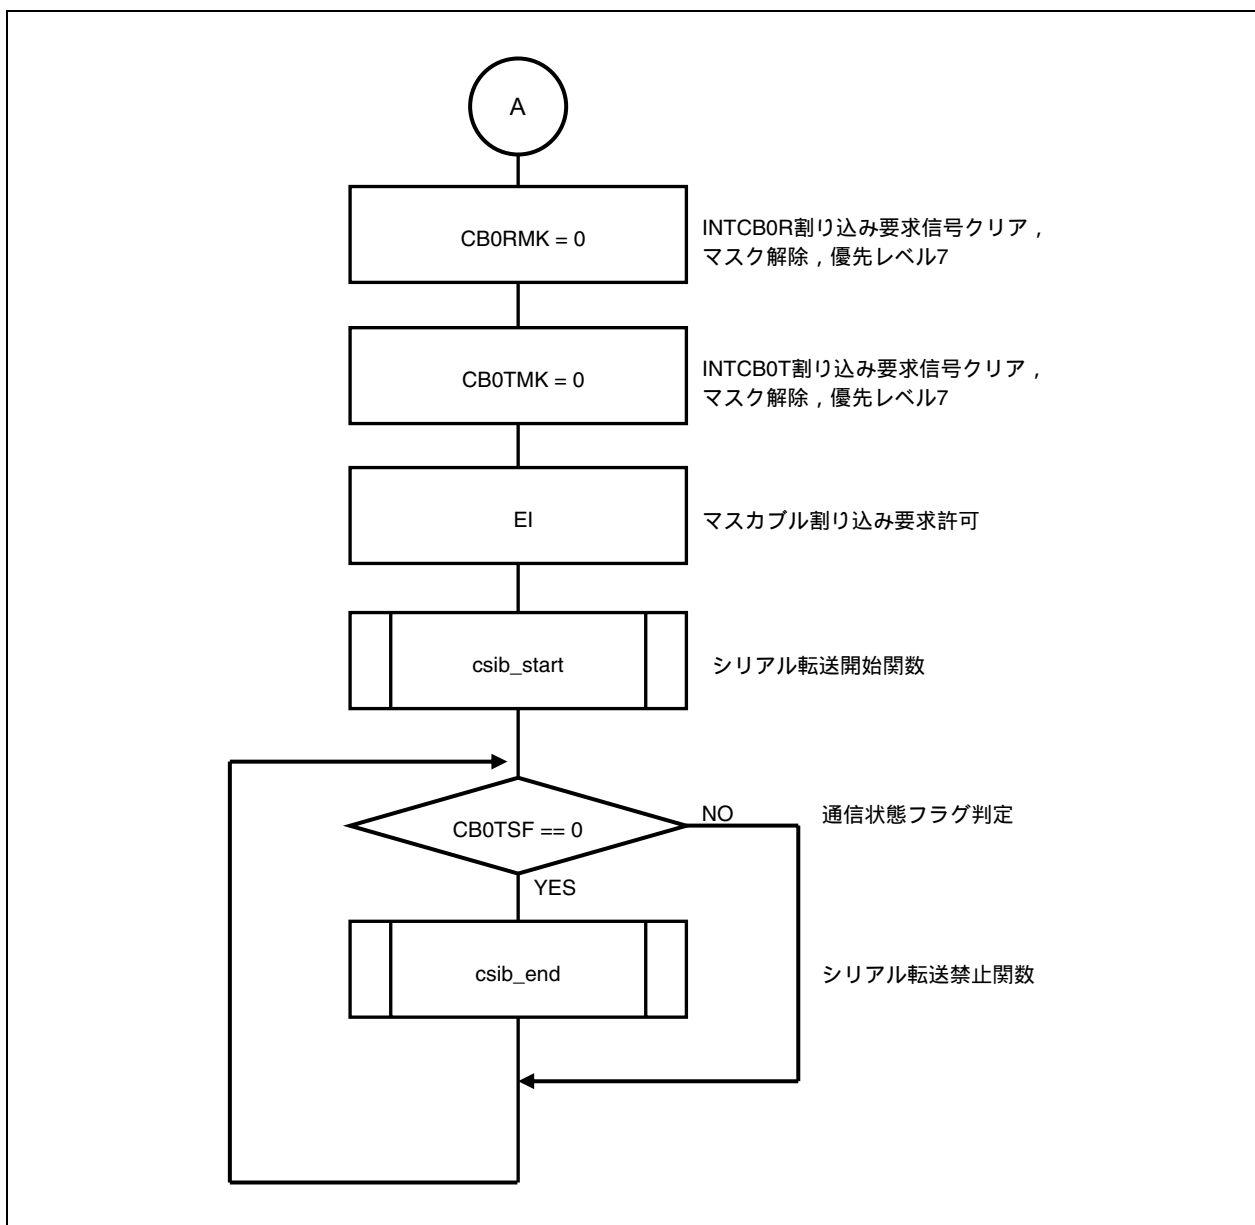 A
CB0RMK = 0
INTCB0R割り込み要求信号クリア，
マスク解除，優先レベル7
CB0TMK = 0
INTCB0T割り込み要求信号クリア，
マスク解除，優先レベル7
EI
マスカブル割り込み要求許可
csib_start
シリアル転送開始関数
CB0TSF == 0
NO
通信状態フラグ判定
YES
csib_end
シリアル転送禁止関数